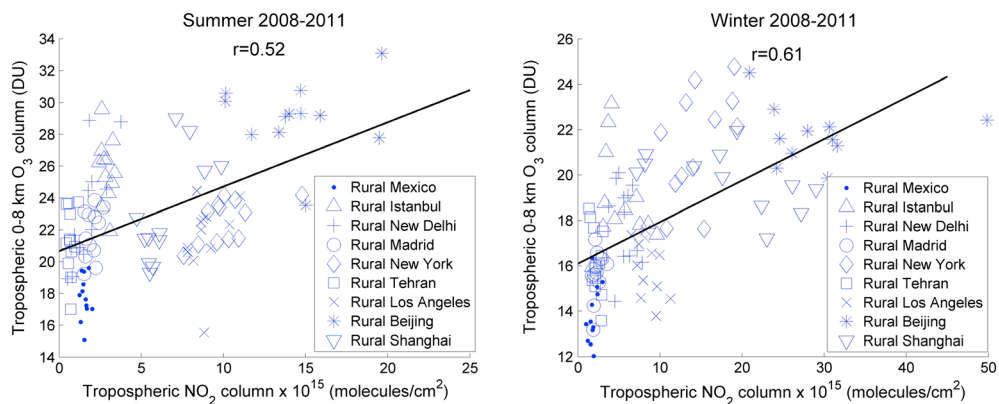 Summer 2008-2011
r=0.52
Tropospheric 0-8 km O3 column (DU)
34
32
30
28
26
24
22
20
18
16
14
0
5
10
15
20
25
Tropospheric NO2 column x 10^15 (molecules/cm^2)
Rural Mexico
Rural Istanbul
Rural New Delhi
Rural Madrid
Rural New York
Rural Tehran
Rural Los Angeles
Rural Beijing
Rural Shanghai
Winter 2008-2011
r=0.61
Tropospheric 0-8 km O3 column (DU)
26
24
22
20
18
16
14
12
0
10
20
30
40
50
Tropospheric NO2 column x 10^15 (molecules/cm^2)
Rural Mexico
Rural Istanbul
Rural New Delhi
Rural Madrid
Rural New York
Rural Tehran
Rural Los Angeles
Rural Beijing
Rural Shanghai